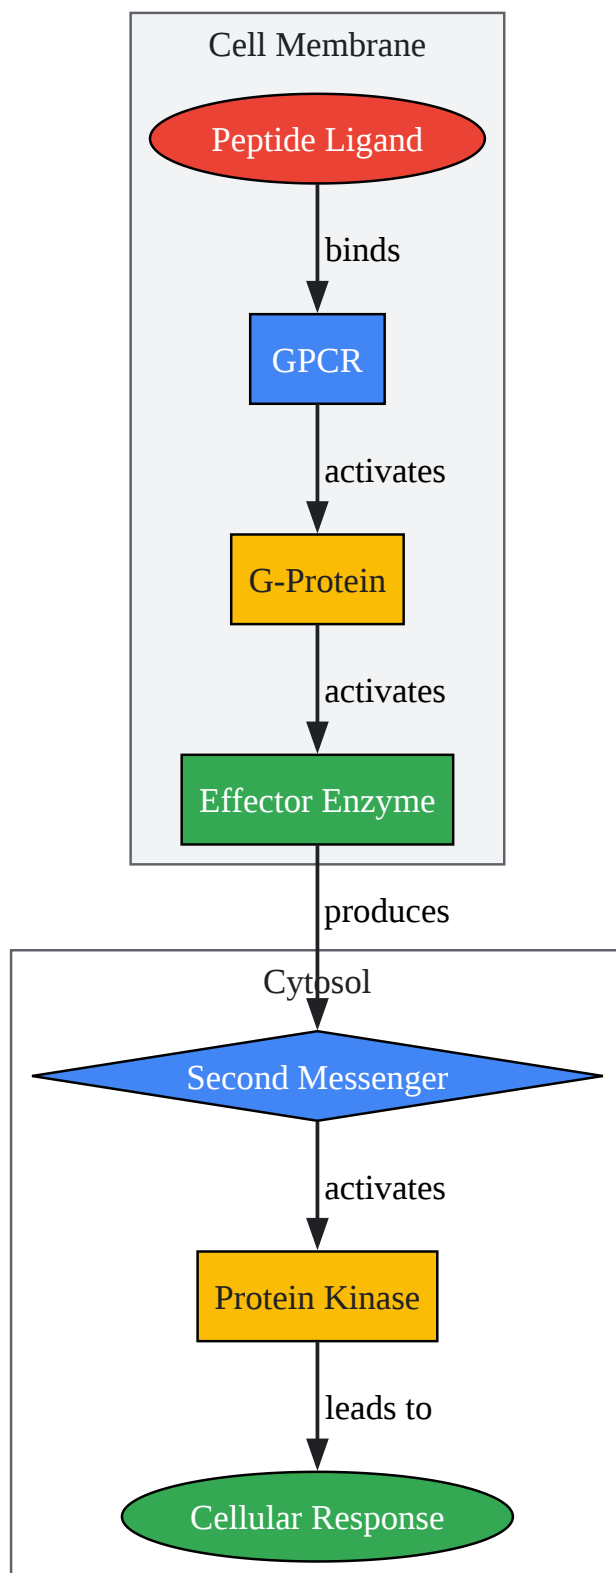 Cell Membrane
Peptide Ligand
binds
GPCR
activates
G-Protein
activates
Effector Enzyme
produces
Cytosol
Second Messenger
activates
Protein Kinase
leads to
Cellular Response